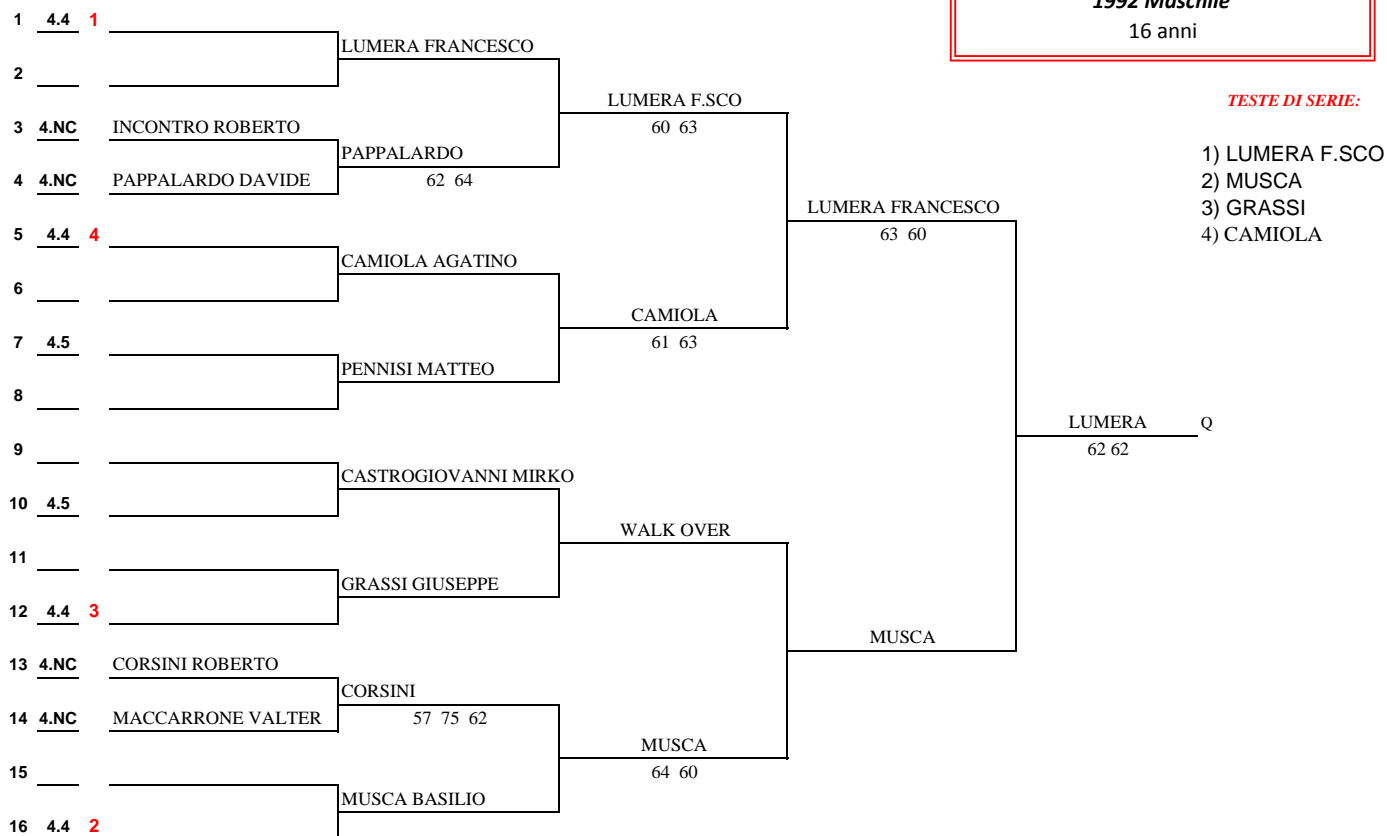 1992 Maschile
16 anni
TESTE DI SERIE:
1) LUMERA F.SCO
2) MUSCA
3) GRASSI
4) CAMIOLA
1 4.4 1
LUMERA FRANCESCO
2
LUMERA F.SCO
60 63
3 4.NC INCONTRO ROBERTO
PAPPALARDO
62 64
4 4.NC PAPPALARDO DAVIDE
LUMERA FRANCESCO
63 60
5 4.4 4
CAMIOLA AGATINO
6
CAMIOLA
61 63
7 4.5
PENNISI MATTEO
8
LUMERA Q
62 62
9
CASTROGIOVANNI MIRKO
10 4.5
WALK OVER
11
GRASSI GIUSEPPE
12 4.4 3
MUSCA
13 4.NC CORSINI ROBERTO
CORSINI
57 75 62
14 4.NC MACCARRONE VALTER
MUSCA
64 60
15
MUSCA BASILIO
16 4.4 2